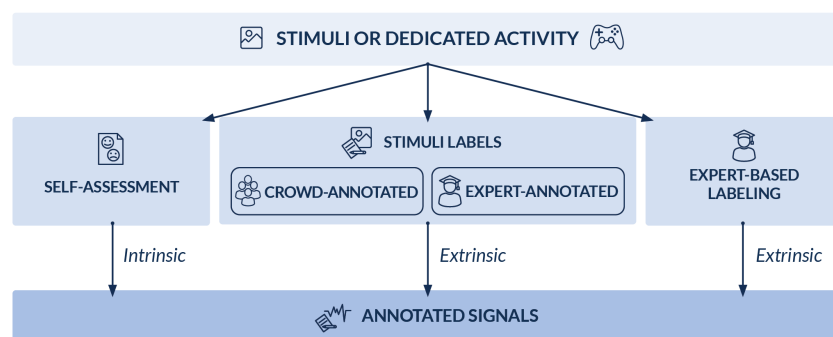 STIMULI OR DEDICATED ACTIVITY
STIMULI LABELS
SELF-ASSESSMENT
CROWD-ANNOTATED
EXPERT-ANNOTATED
EXPERT-BASED
LABELING
Intrinsic
Extrinsic
Extrinsic
ANNOTATED SIGNALS